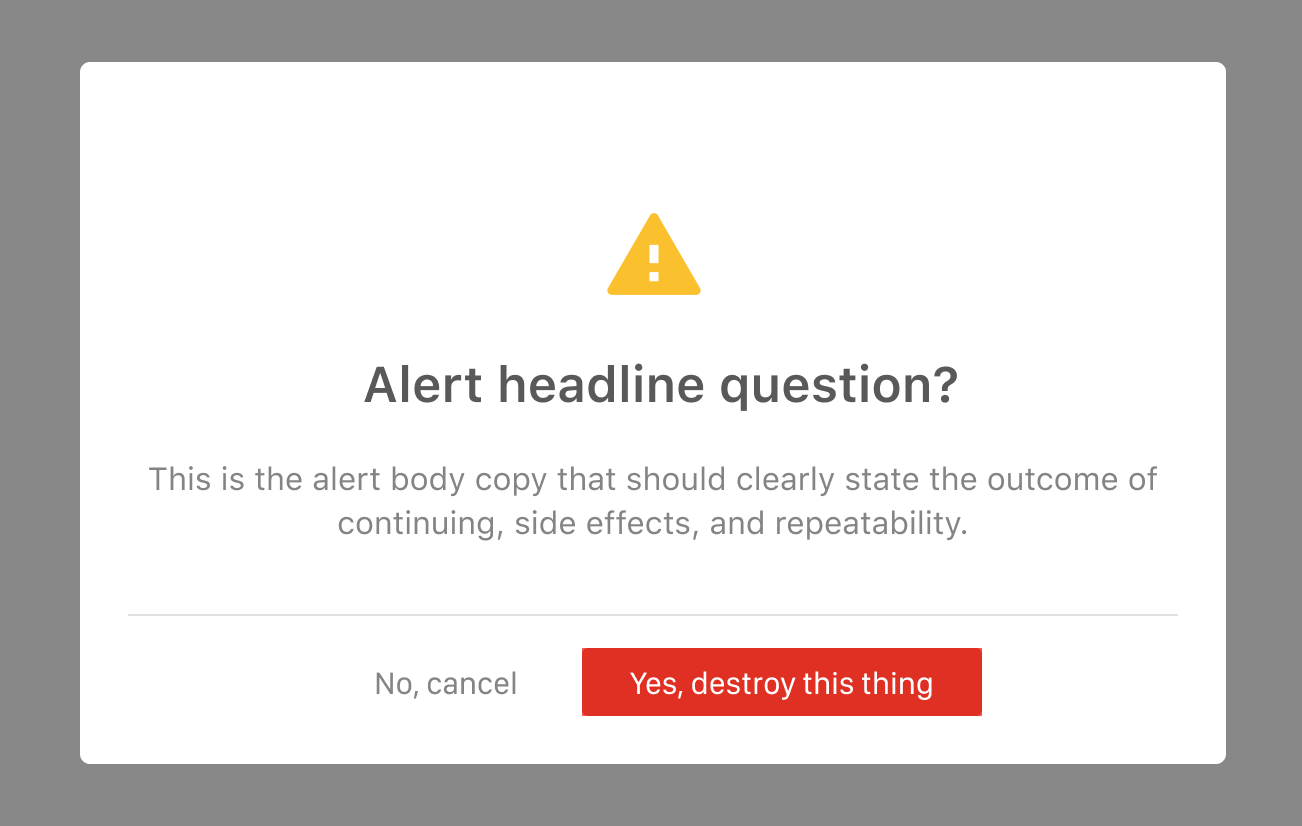 Alert headline question?
This is the alert body copy that should clearly state the outcome of
continuing, side effects, and repeatability.
No, cancel
Yes, destroy this thing